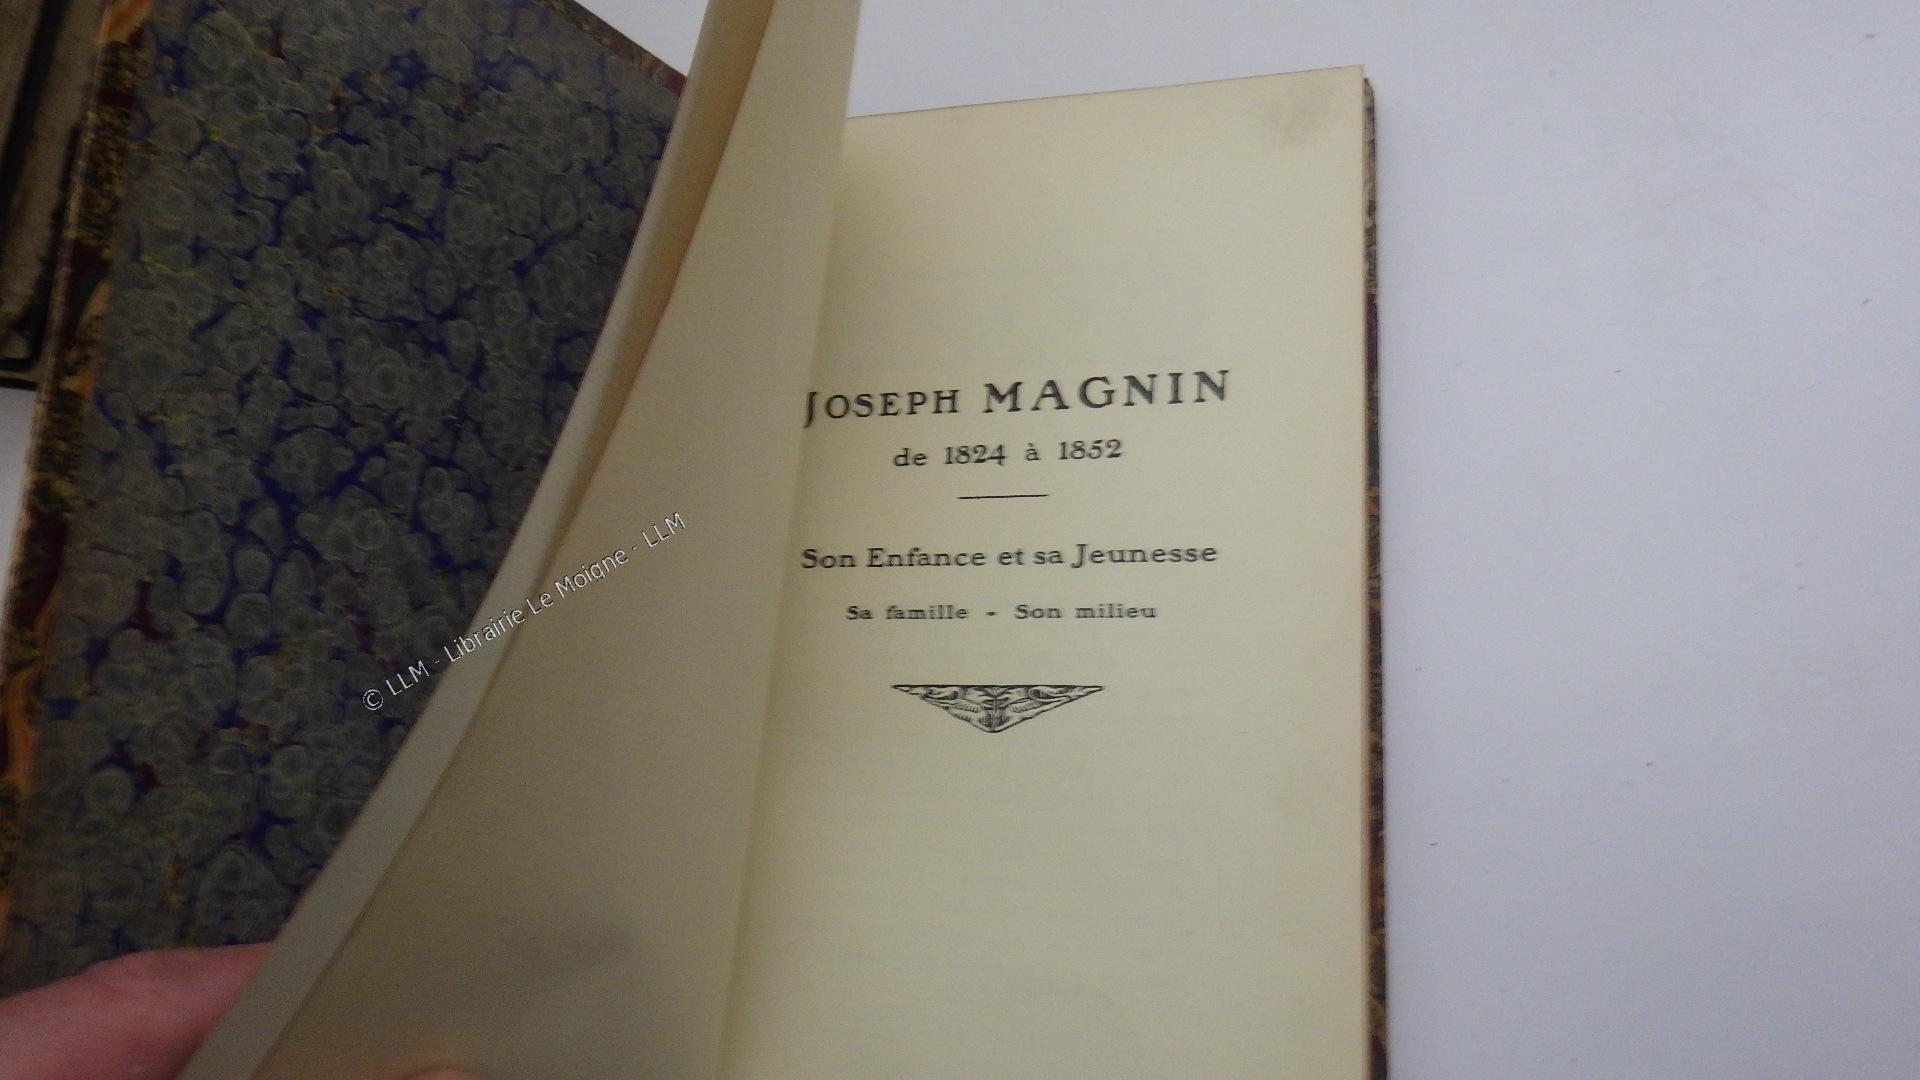 JOSEPH MAGNIN
de 1824 à 1852
Son Enfance et sa Jeunesse
Sa famille - Son milieu
© LLM - Librairie Le Moigne - LLM